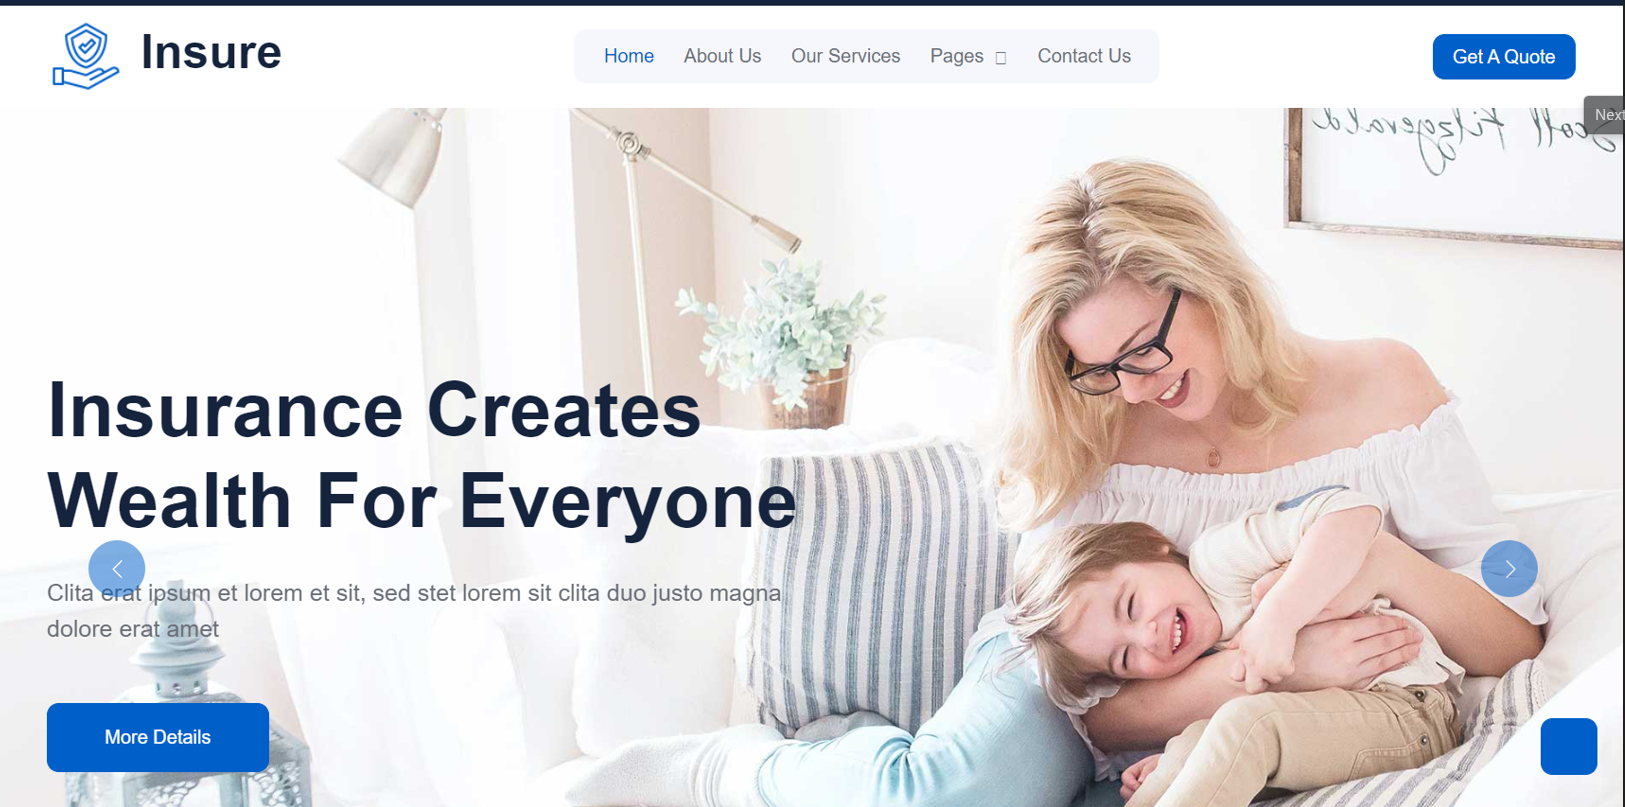 Insure
Home About Us Our Services Pages Contact Us
Get A Quote
Next
Insurance Creates
Wealth For Everyone
Clita erat ipsum et lorem et sit, sed stet lorem sit clita duo justo magna
dolore erat amet
More Details